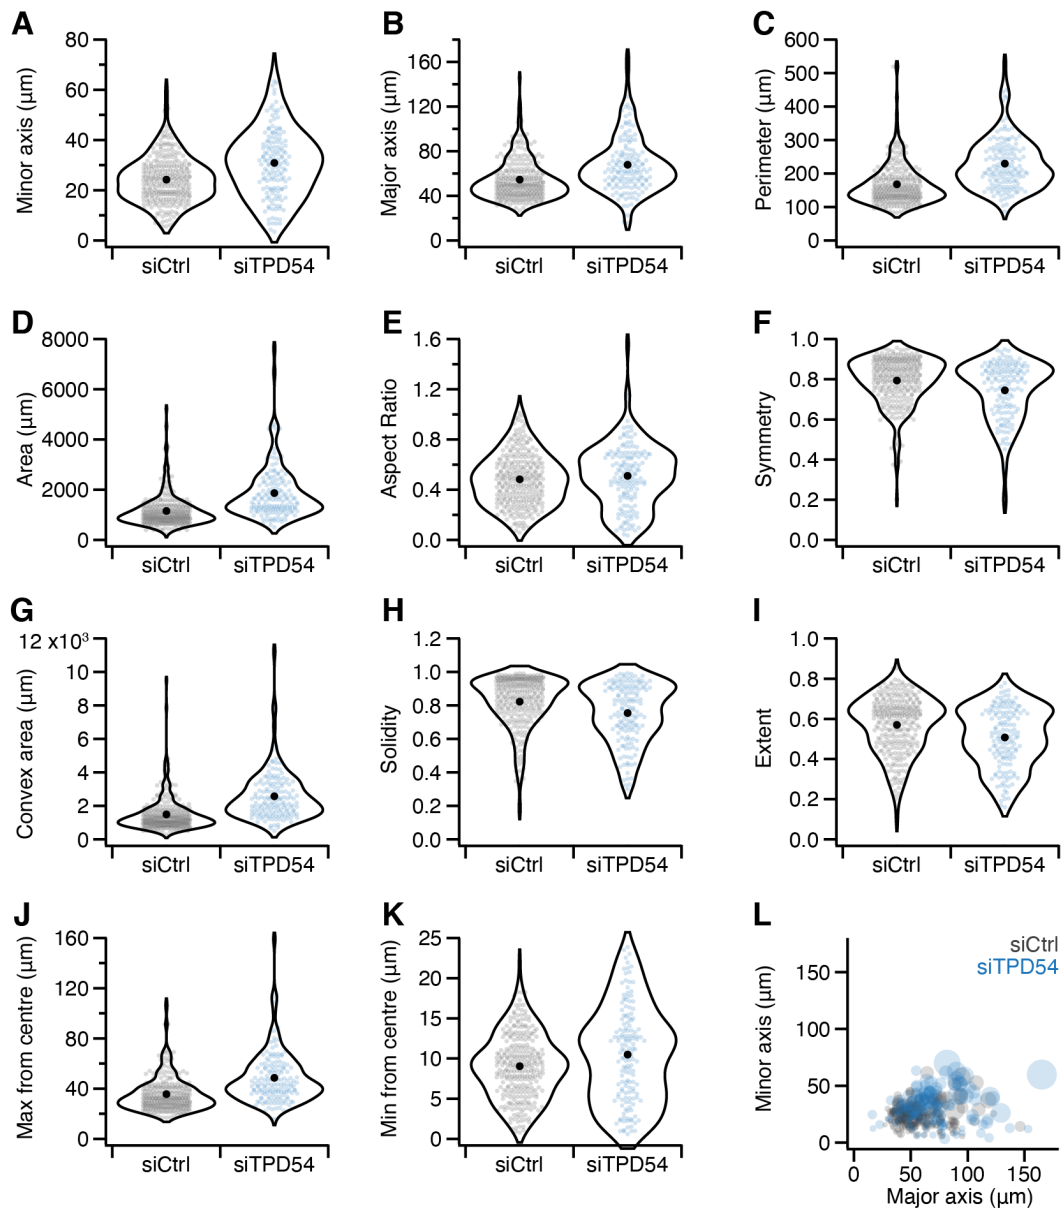 A
Minor axis (µm)
80
60
40
20
0
siCtrl
siTPD54
B
Major axis (µm)
160
120
80
40
0
siCtrl
siTPD54
C
Perimeter (µm)
600
500
400
300
200
100
0
siCtrl
siTPD54
D
Area (µm)
8000
6000
4000
2000
0
siCtrl
siTPD54
E
Aspect Ratio
1.6
1.2
0.8
0.4
0.0
siCtrl
siTPD54
F
Symmetry
1.0
0.8
0.6
0.4
0.2
0.0
siCtrl
siTPD54
G
Convex area (µm)
12 x10³
10
8
6
4
2
0
siCtrl
siTPD54
H
Solidity
1.2
1.0
0.8
0.6
0.4
0.2
0.0
siCtrl
siTPD54
I
Extent
1.0
0.8
0.6
0.4
0.2
0.0
siCtrl
siTPD54
J
Max from centre (µm)
160
120
80
40
0
siCtrl
siTPD54
K
Min from centre (µm)
25
20
15
10
5
0
siCtrl
siTPD54
L
siCtrl
siTPD54
Minor axis (µm)
150
100
50
0
0
50
100
150
Major axis (µm)